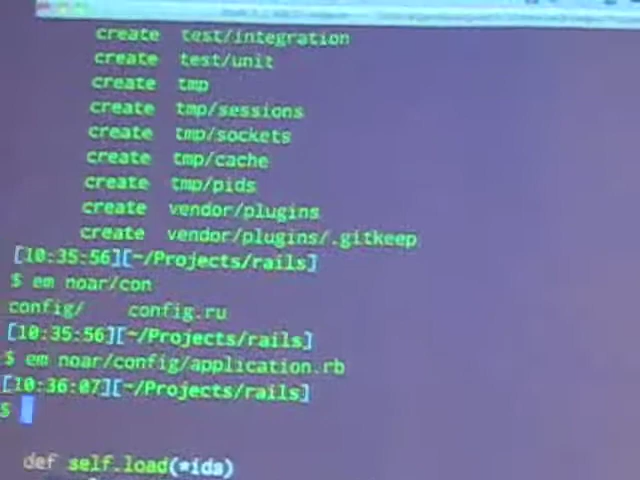 create test/integration
create test/unit
create tmp
create tmp/sessions
create tmp/sockets
create tmp/cache
create tmp/pids
create vendor/plugins
create vendor/plugins/.gitkeep
[10:35:56][~/Projects/rails]
$ em noar/con
config/ config.ru
[10:35:56][~/Projects/rails]
$ em noar/config/application.rb
[10:36:07][~/Projects/rails]
$
def self.load(*ids)